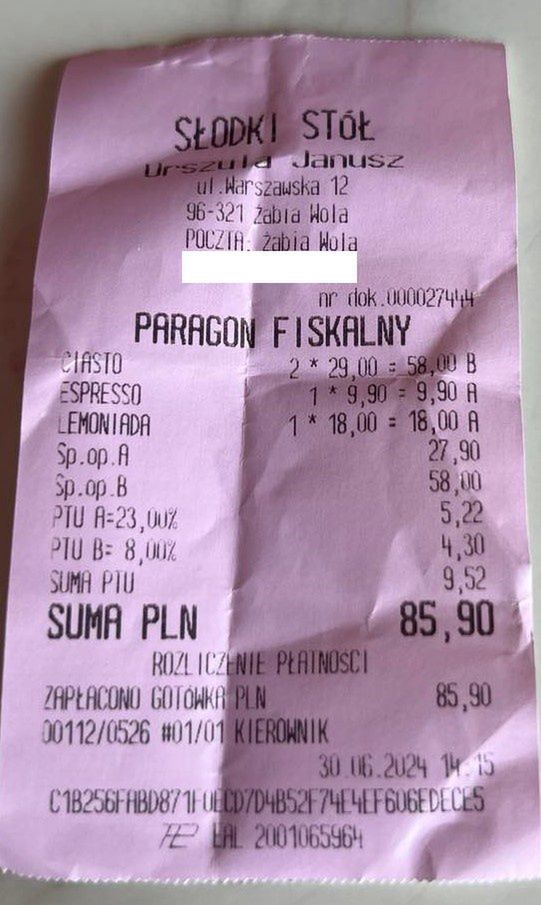 SŁODKI STÓŁ
Urszula Janusz
ul.Warszawska 12
96-321 Żabia Wola
POCZTA: Żabia Wola
nr dok.000027444
PARAGON FISKALNY
CIASTO 2 * 29,00 = 58,00 B
ESPRESSO 1 * 9,90 = 9,90 A
LEMONIADA 1 * 18,00 = 18,00 A
Sp.op.A 27,90
Sp.op.B 58,00
PTU A=23,00% 5,22
PTU B= 8,00% 4,30
SUMA PTU 9,52
SUMA PLN 85,90
ROZLICZENIE PŁATNOŚCI
ZAPŁACONO GOTÓWKA PLN 85,90
00112/0526 #01/01 KIEROWNIK
30.06.2024 14:15
EAL 2001065964